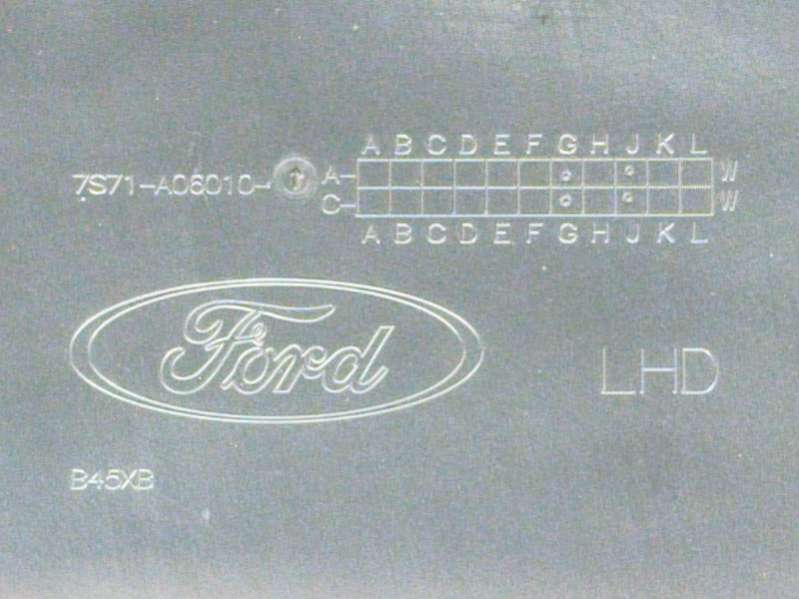 A B C D E F G H J K L
7S71-A06010- A- W
C- W
A B C D E F G H J K L
Ford
LHD
B45XB